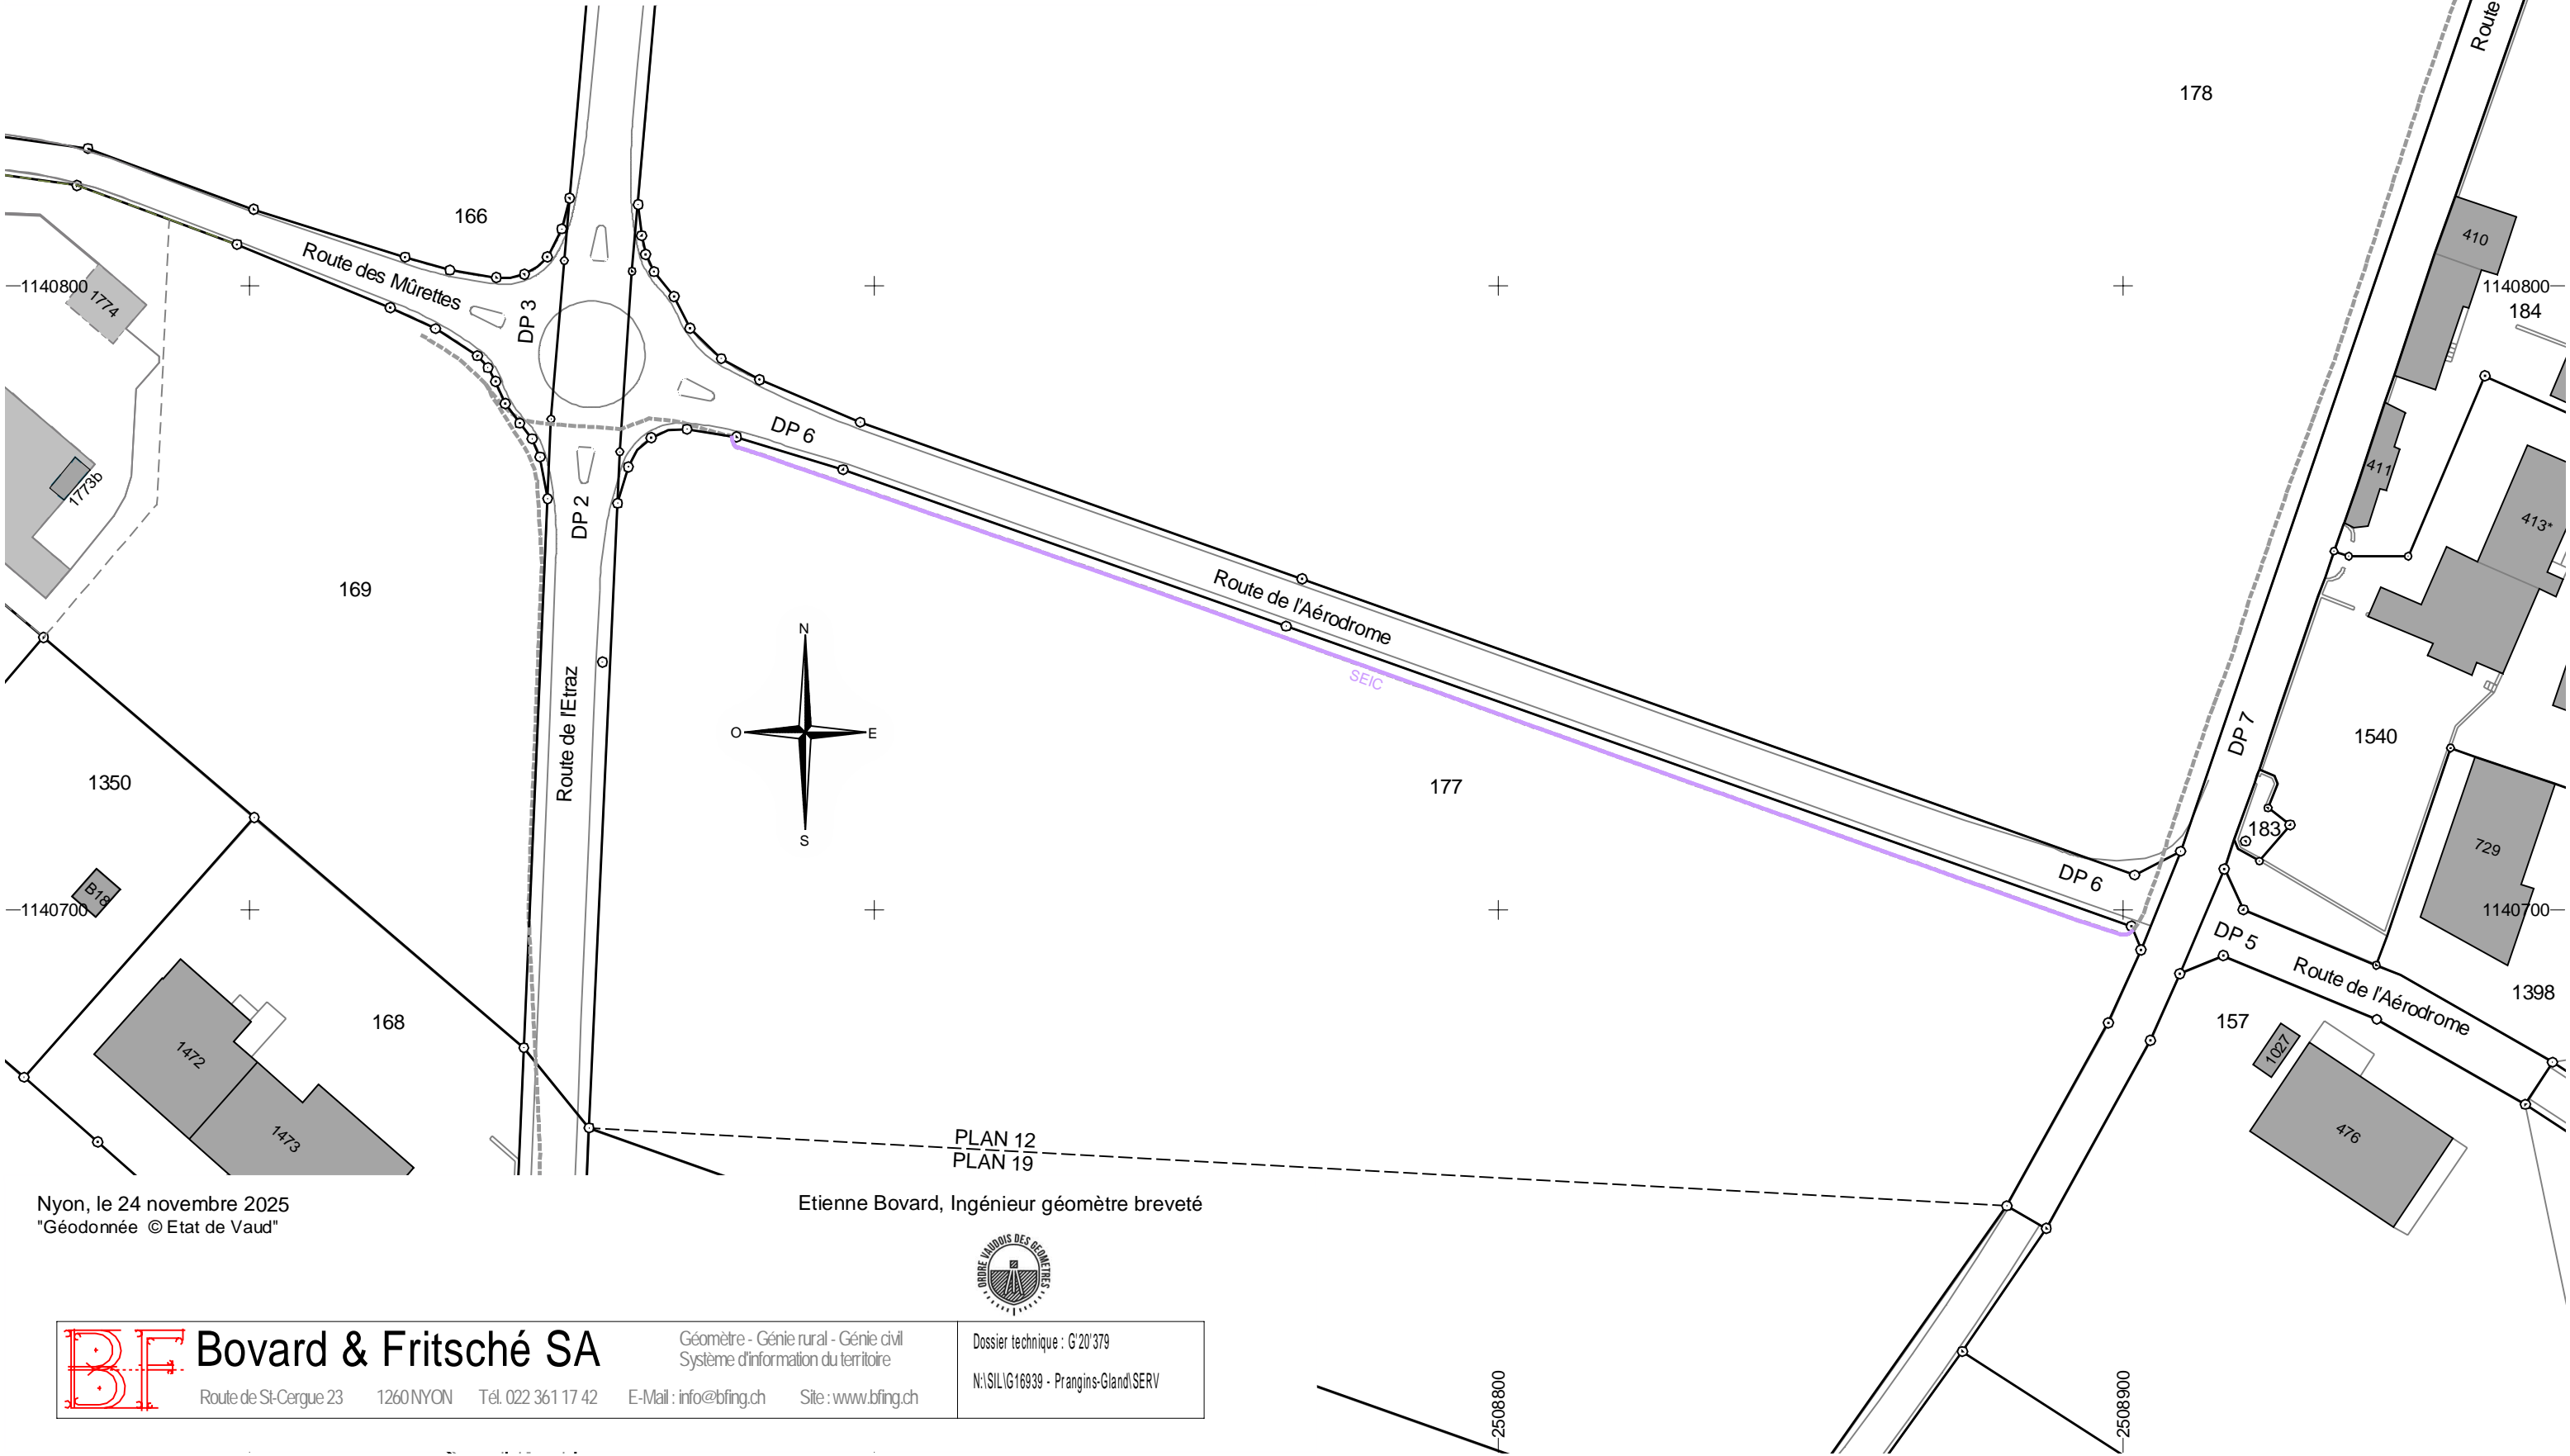 Route
178
166
Route des Mûrettes
410
1140800
1774
DP 3
1140800
184
DP 6
411
1773b
413*
DP 2
169
Route de l'Aérodrome
N
SEIC
O
E
Route de l'Etraz
DP 7
1540
1350
177
S
183
729
DP 6
B18
1140700
1140700
DP 5
Route de l'Aérodrome
1398
168
157
1472
1027
1473
476
PLAN 12
PLAN 19
Nyon, le 24 novembre 2025
"Géodonnée © Etat de Vaud"
Etienne Bovard, Ingénieur géomètre breveté
ORDRE VAUDOIS DES GEOMETRES
BF
Bovard & Fritsché SA
Géomètre - Génie rural - Génie civil
Système d'information du territoire
Route de St-Cergue 23 1260 NYON Tél. 022 361 17 42 E-Mail : info@bfing.ch Site : www.bfing.ch
Dossier technique : G'20'379
N:\SIL\G16939 - Prangins-Gland\SERV
2508800
2508900